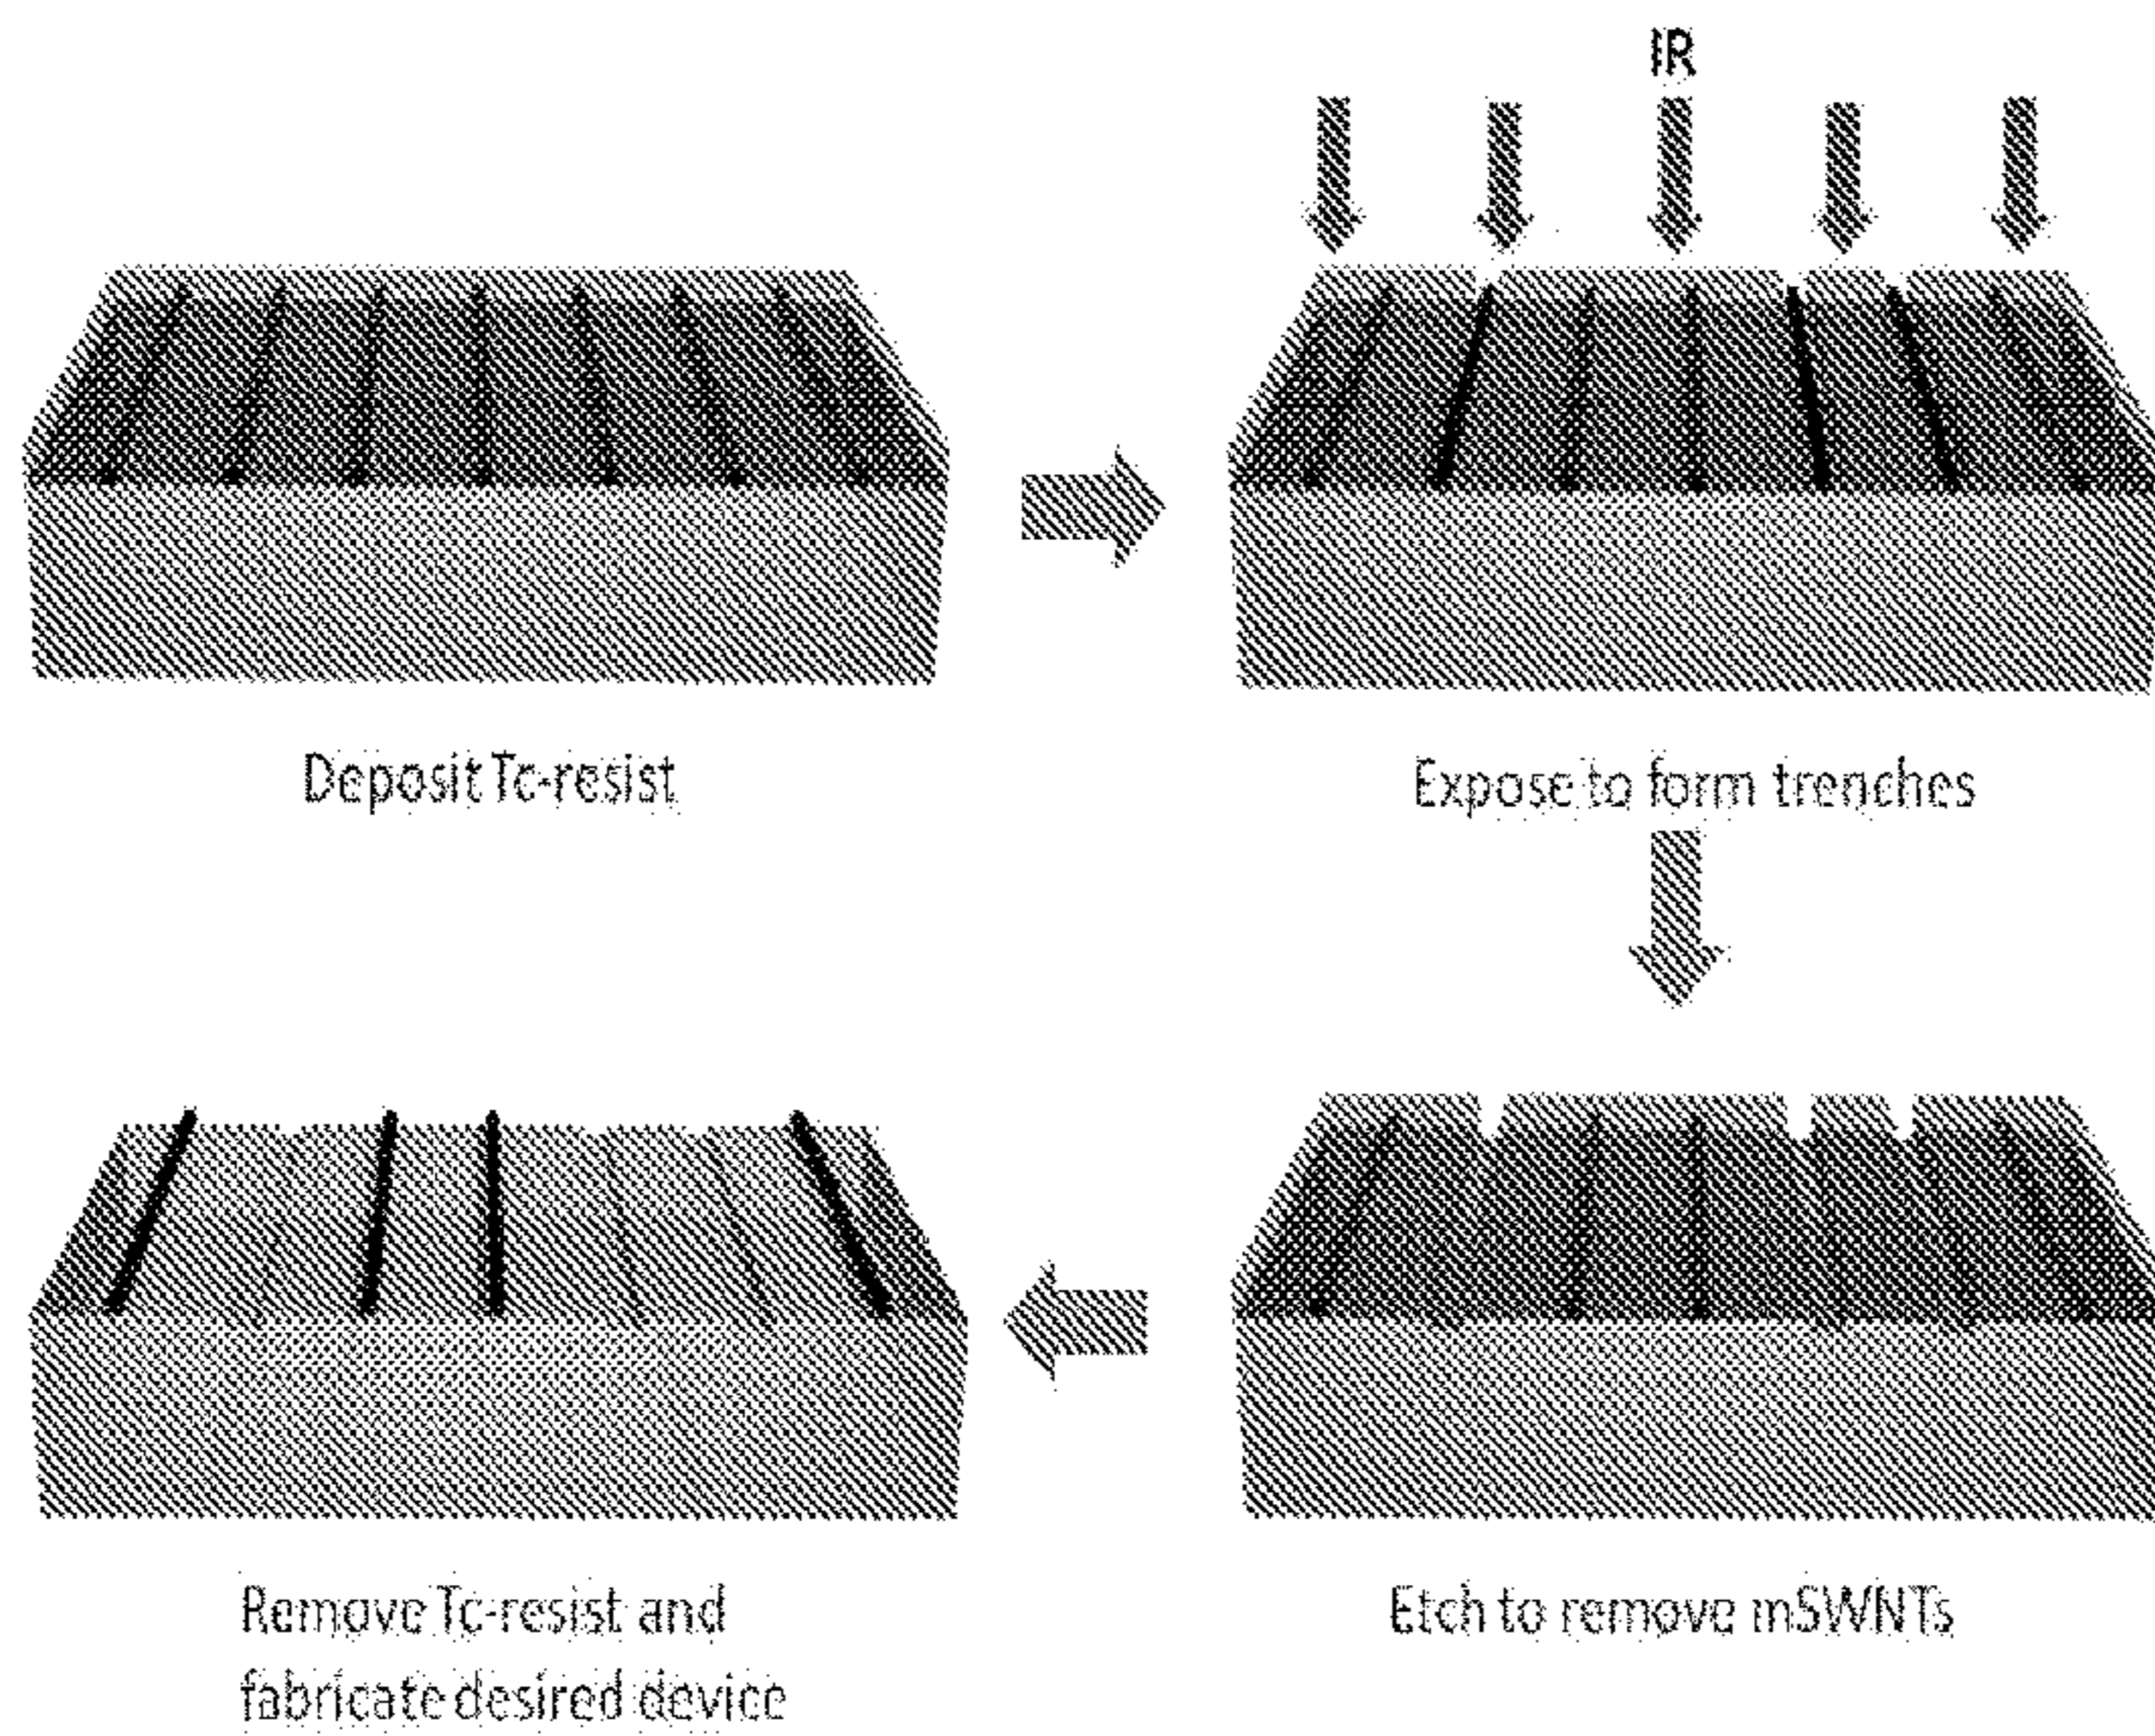 IR
Deposit Tc-resist
Expose to form trenches
Remove Tc-resist and
fabricate desired device
Etch to remove mSWNTs